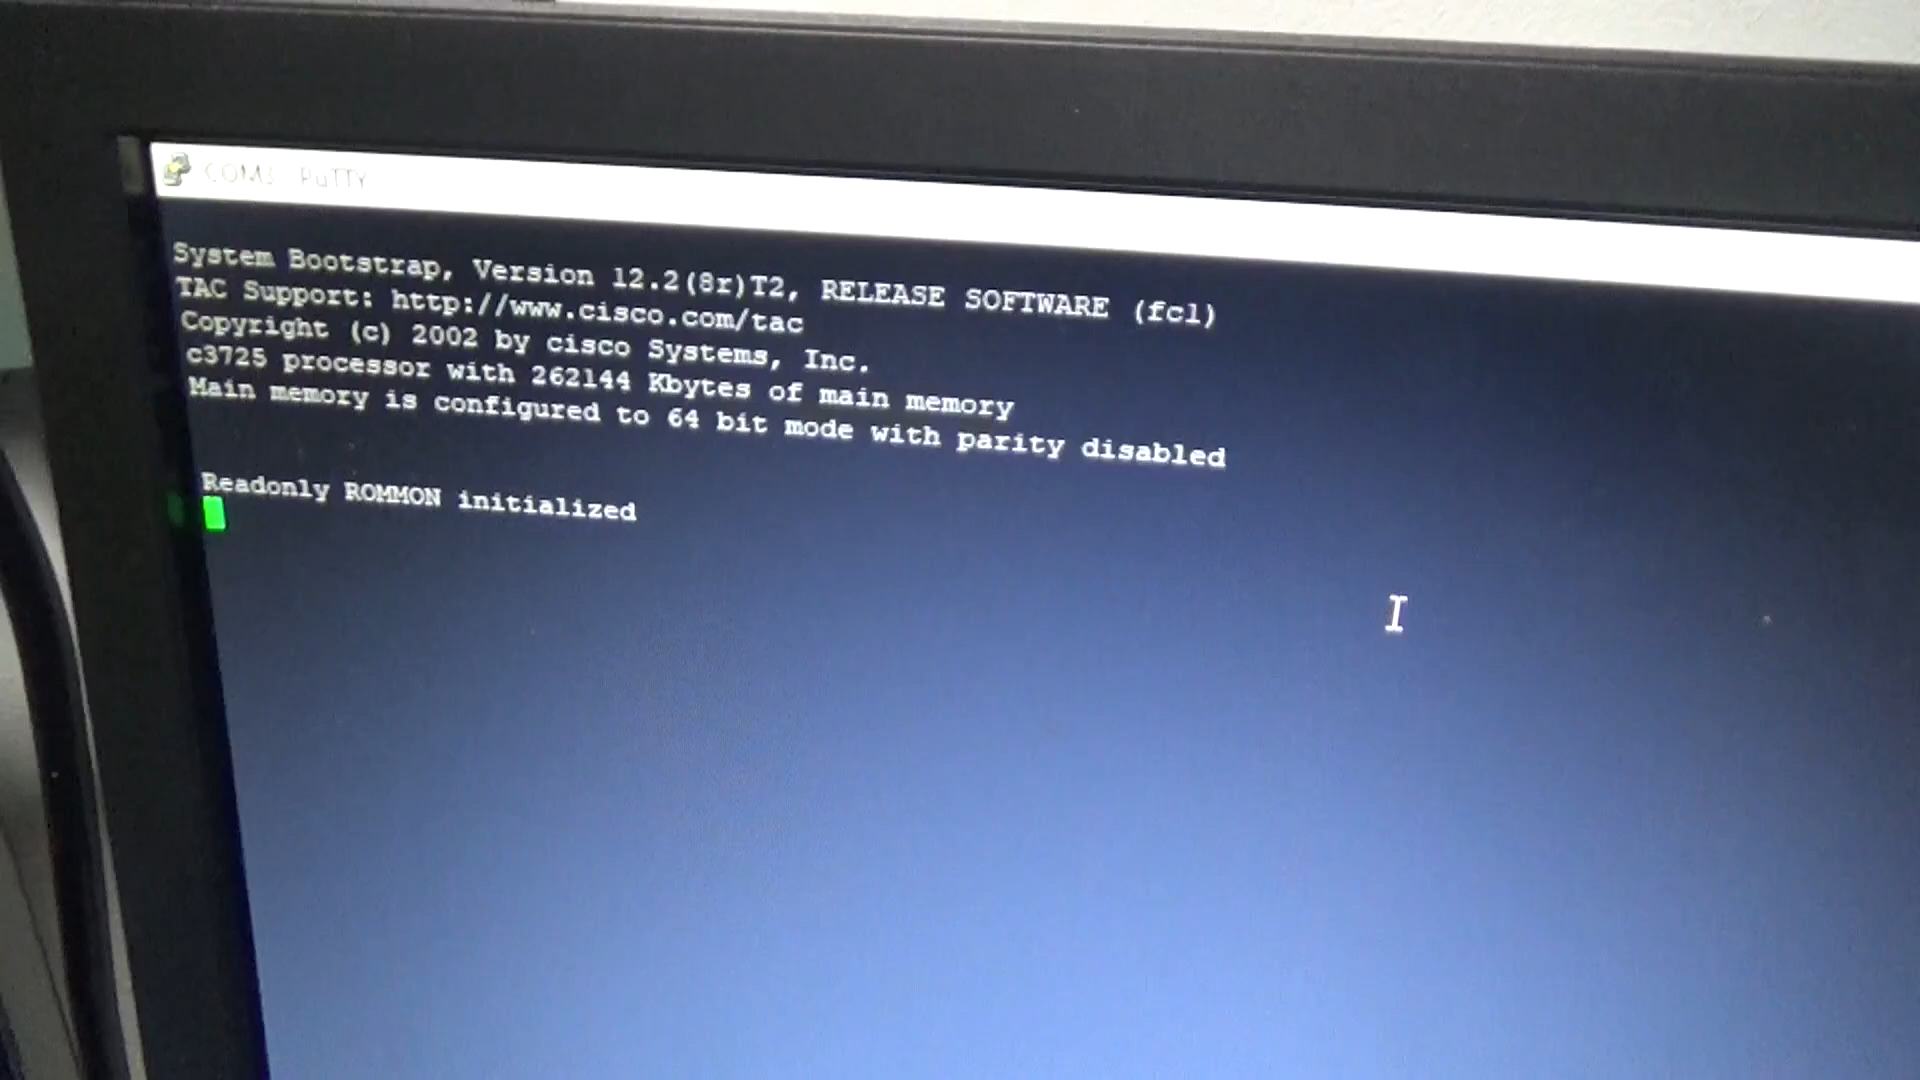 COM3 - PuTTY
System Bootstrap, Version 12.2(8r)T2, RELEASE SOFTWARE (fc1)
TAC Support: http://www.cisco.com/tac
Copyright (c) 2002 by cisco Systems, Inc.
c3725 processor with 262144 Kbytes of main memory
Main memory is configured to 64 bit mode with parity disabled
Readonly ROMMON initialized